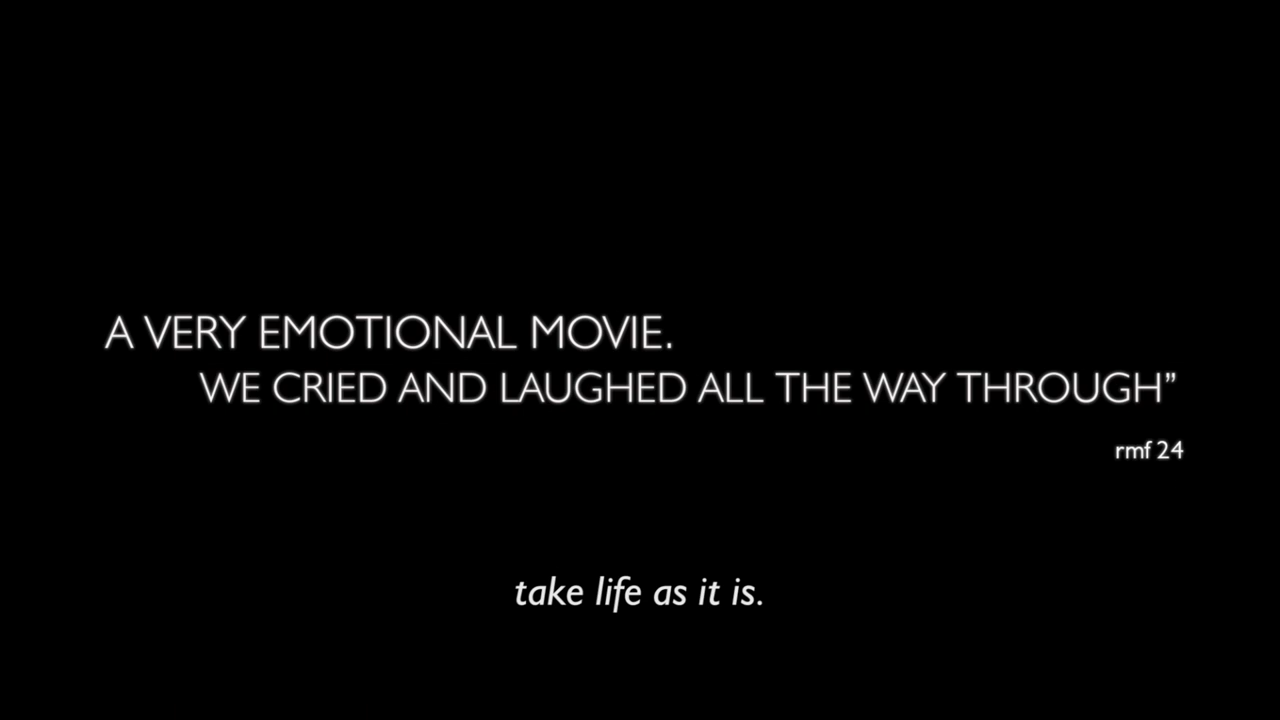 A VERY EMOTIONAL MOVIE.
WE CRIED AND LAUGHED ALL THE WAY THROUGH”
rmf 24
take life as it is.